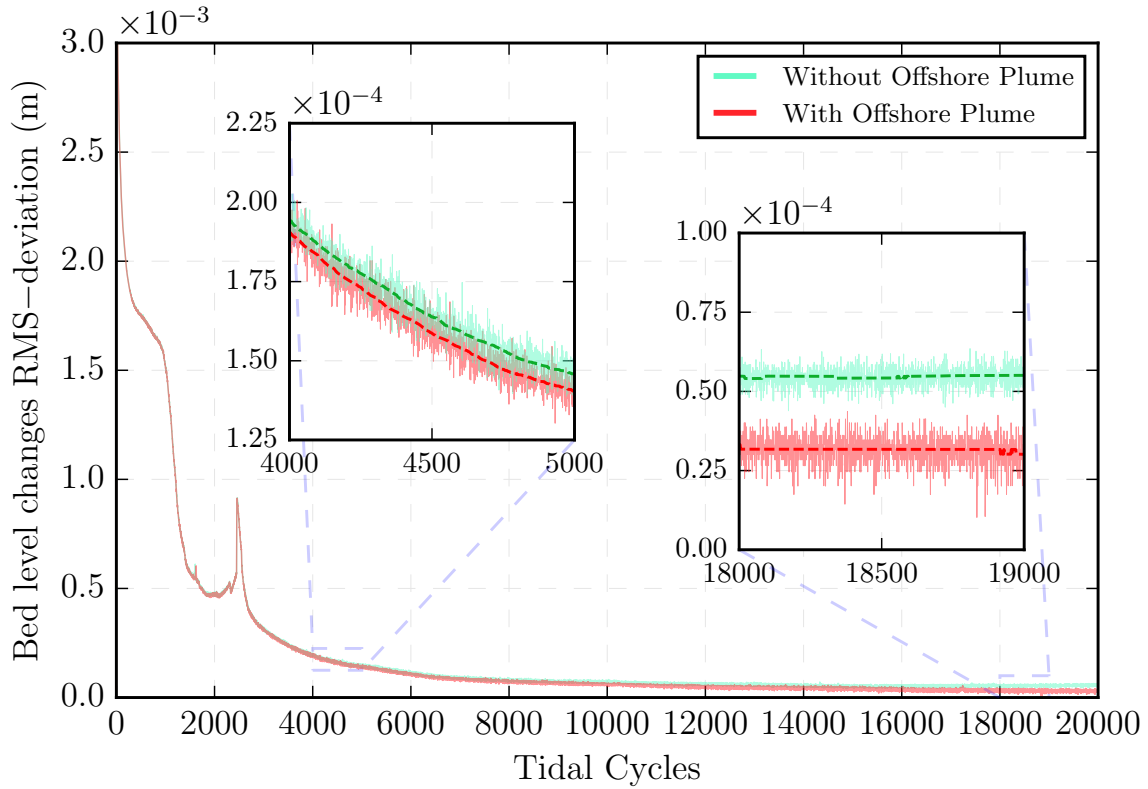 ×10−3
3.0
2.5
2.0
1.5
1.0
0.5
0.0
Bed level changes RMS−deviation (m)
0 2000 4000 6000 8000 10000 12000 14000 16000 18000 20000
Tidal Cycles
Without Offshore Plume
With Offshore Plume
×10−4
2.25
2.00
1.75
1.50
1.25
4000 4500 5000
×10−4
1.00
0.75
0.50
0.25
0.00
18000 18500 19000